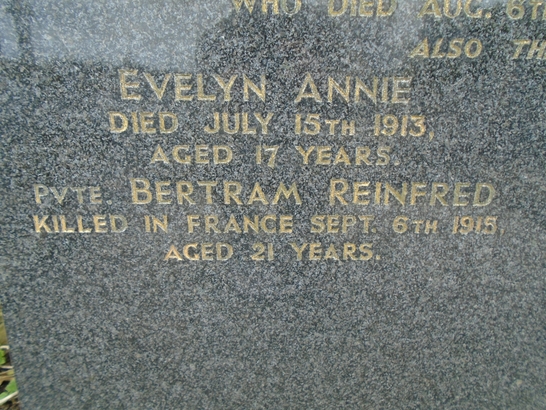 WHO DIED AUG. 6TH
ALSO TH
EVELYN ANNIE
DIED JULY 15TH 1913,
AGED 17 YEARS.
PVTE. BERTRAM REINFRED
KILLED IN FRANCE SEPT. 6TH 1915,
AGED 21 YEARS.